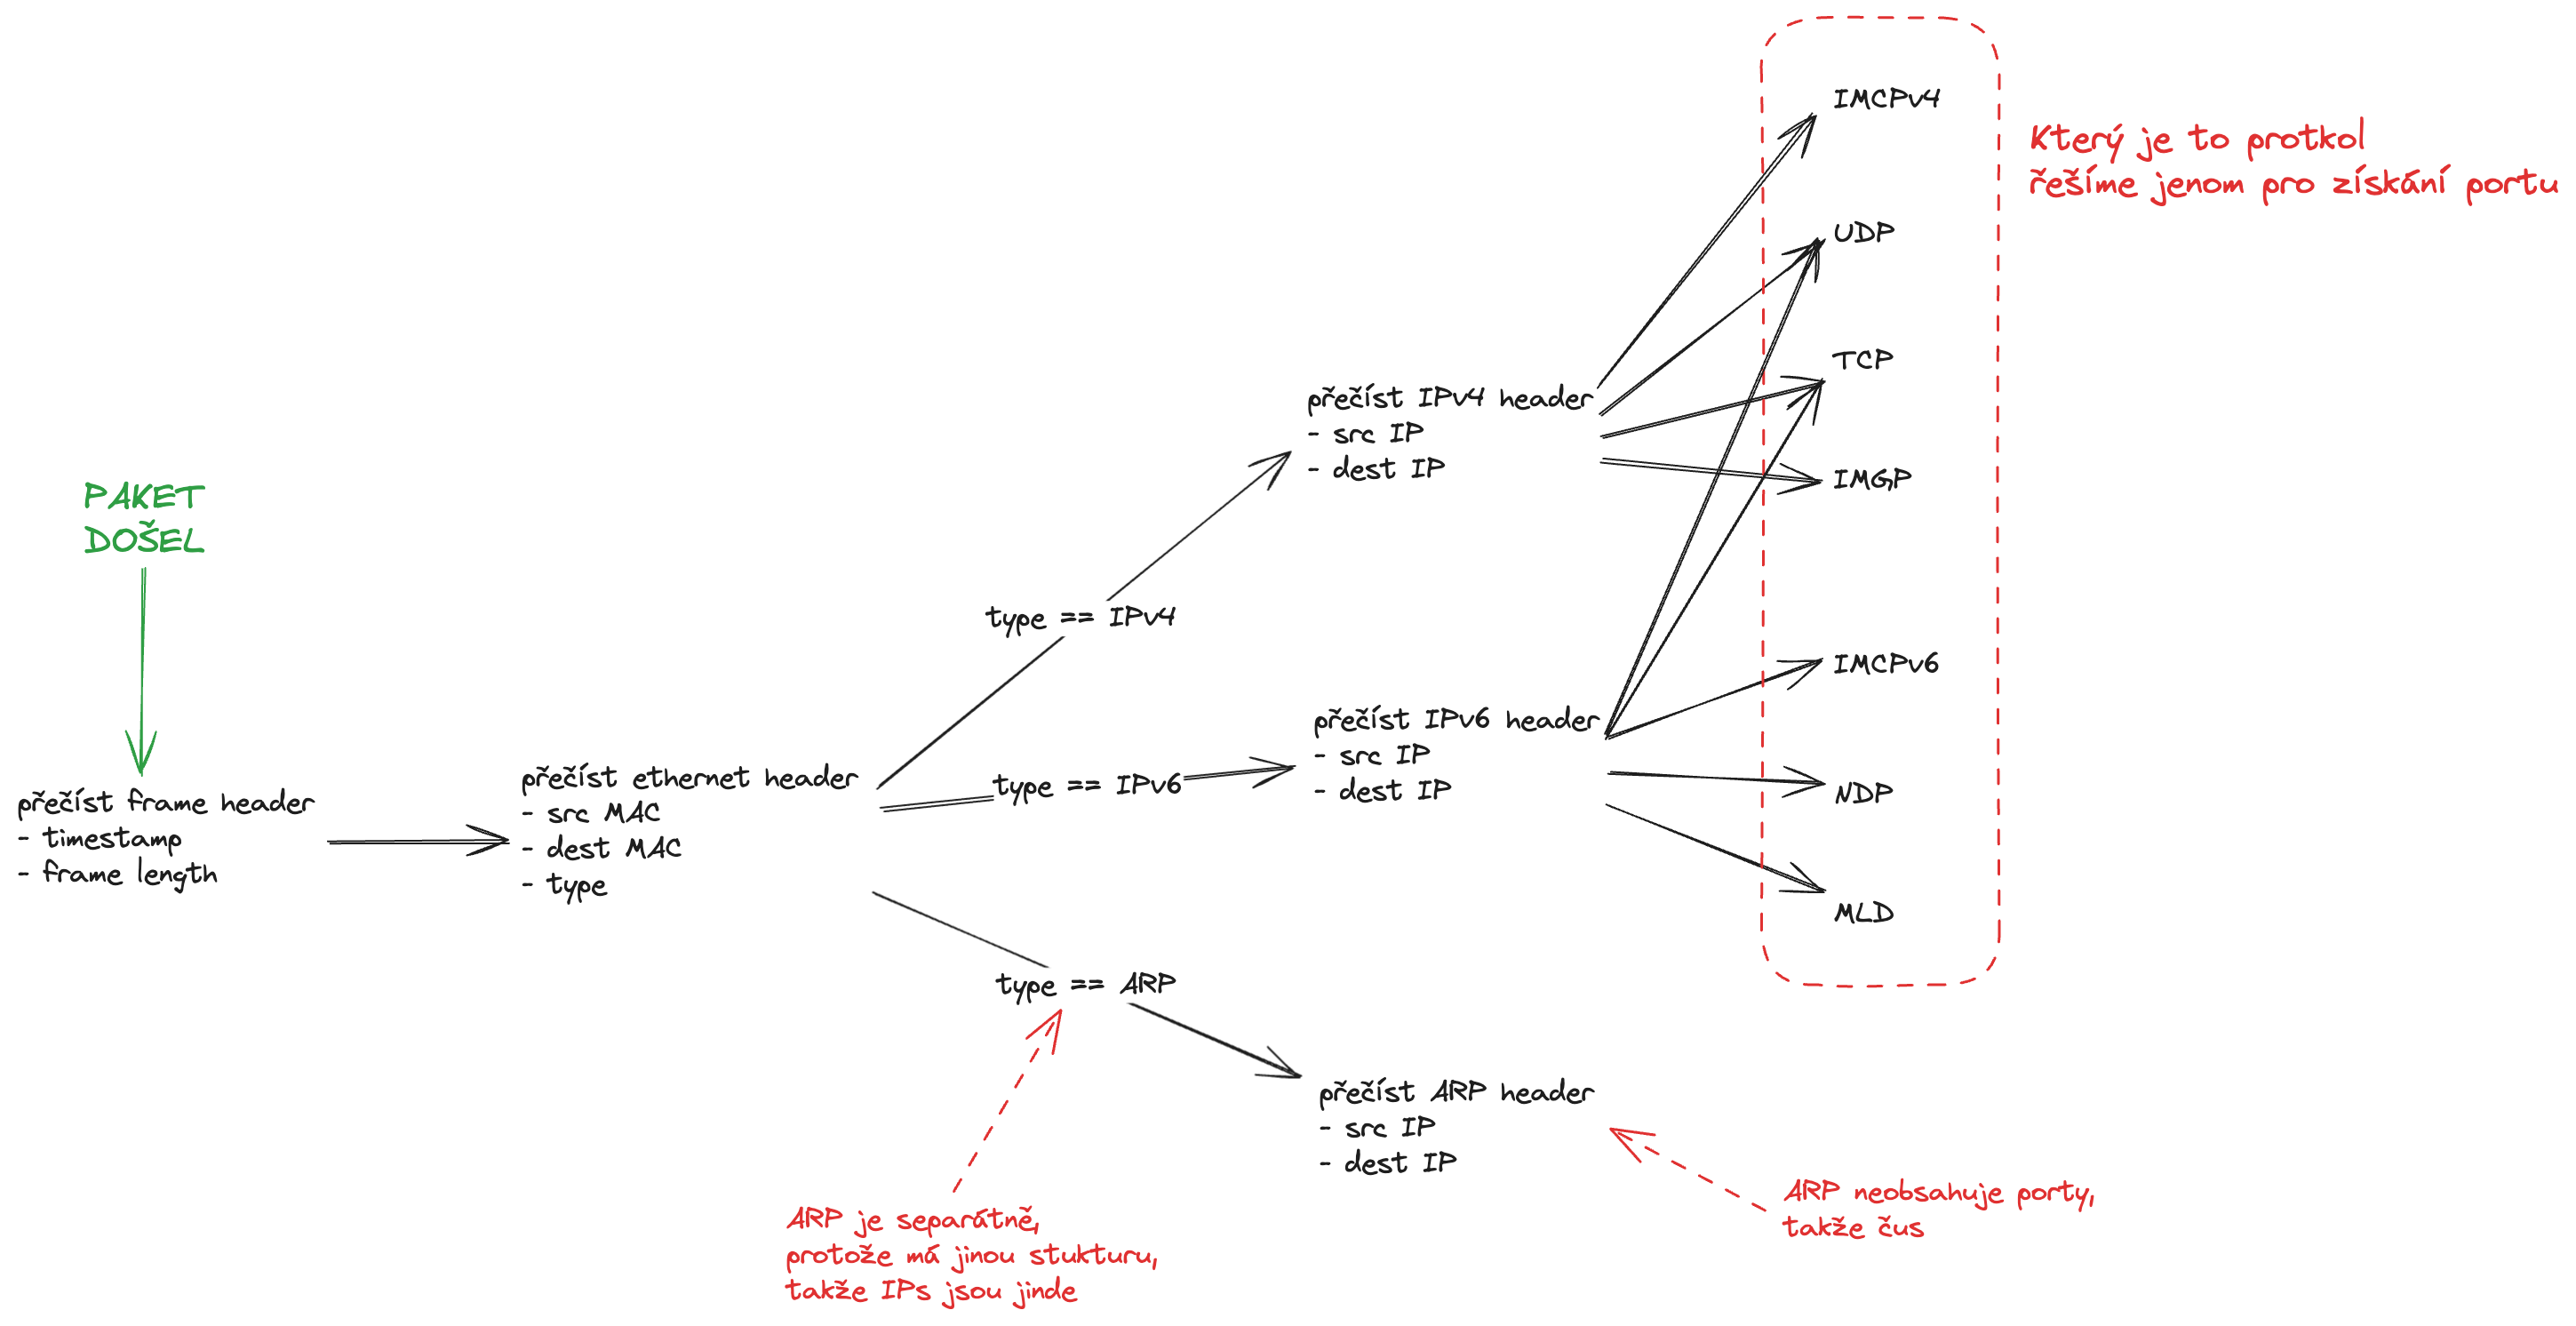 PAKET
DOŠEL
přečíst frame header
- timestamp
- frame length
přečíst ethernet header
- src MAC
- dest MAC
- type
type == IPv4
type == IPv6
type == ARP
přečíst IPv4 header
- src IP
- dest IP
přečíst IPv6 header
- src IP
- dest IP
přečíst ARP header
- src IP
- dest IP
IMCPv4
UDP
TCP
IMGP
IMCPv6
NDP
MLD
Který je to protkol
řešíme jenom pro získání portu
ARP je separátně,
protože má jinou stukturu,
takže IPs jsou jinde
ARP neobsahuje porty,
takže čus